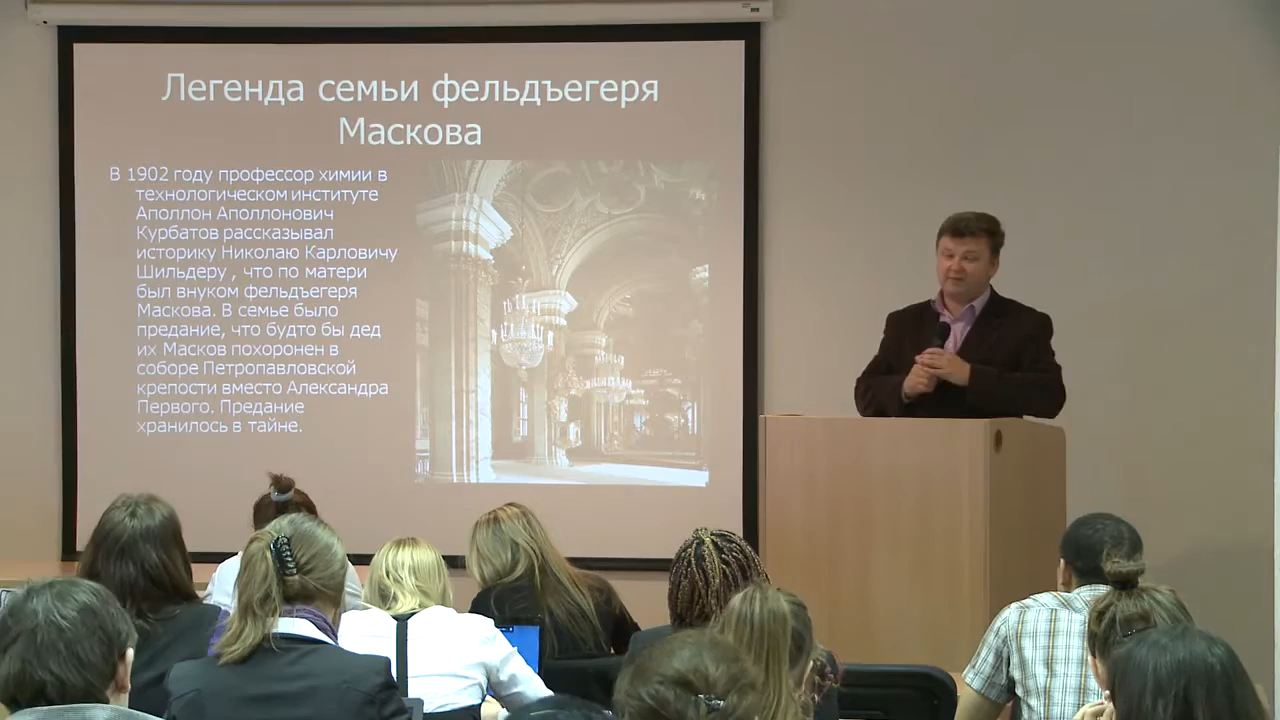 Легенда семьи фельдъегеря
Маскова
В 1902 году профессор химии в
технологическом институте
Аполлон Аполлонович
Курбатов рассказывал
историку Николаю Карловичу
Шильдеру , что по матери
был внуком фельдъегеря
Маскова. В семье было
предание, что будто бы дед
их Масков похоронен в
соборе Петропавловской
крепости вместо Александра
Первого. Предание
хранилось в тайне.